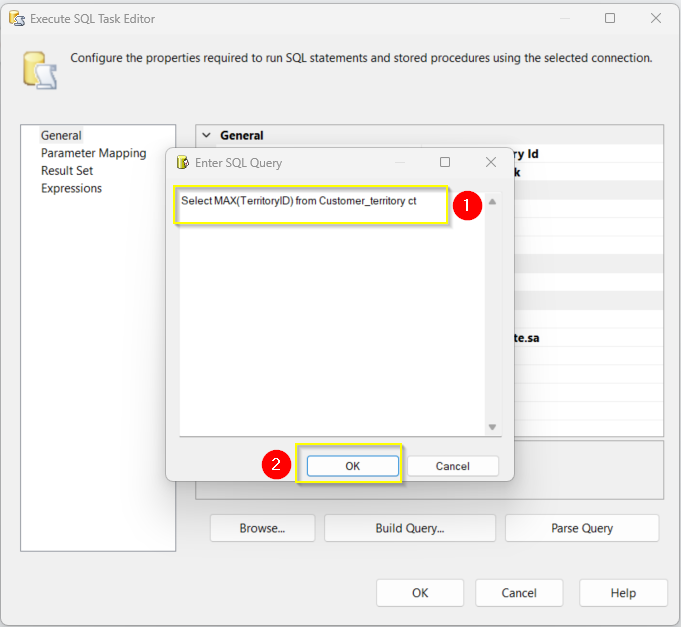 Execute SQL Task Editor
Configure the properties required to run SQL statements and stored procedures using the selected connection.
General
Parameter Mapping
Result Set
Expressions
General
ry Id
k
te.sa
Enter SQL Query
Select MAX(TerritoryID) from Customer_territory ct
1
2
OK
Cancel
Browse...
Build Query...
Parse Query
OK
Cancel
Help